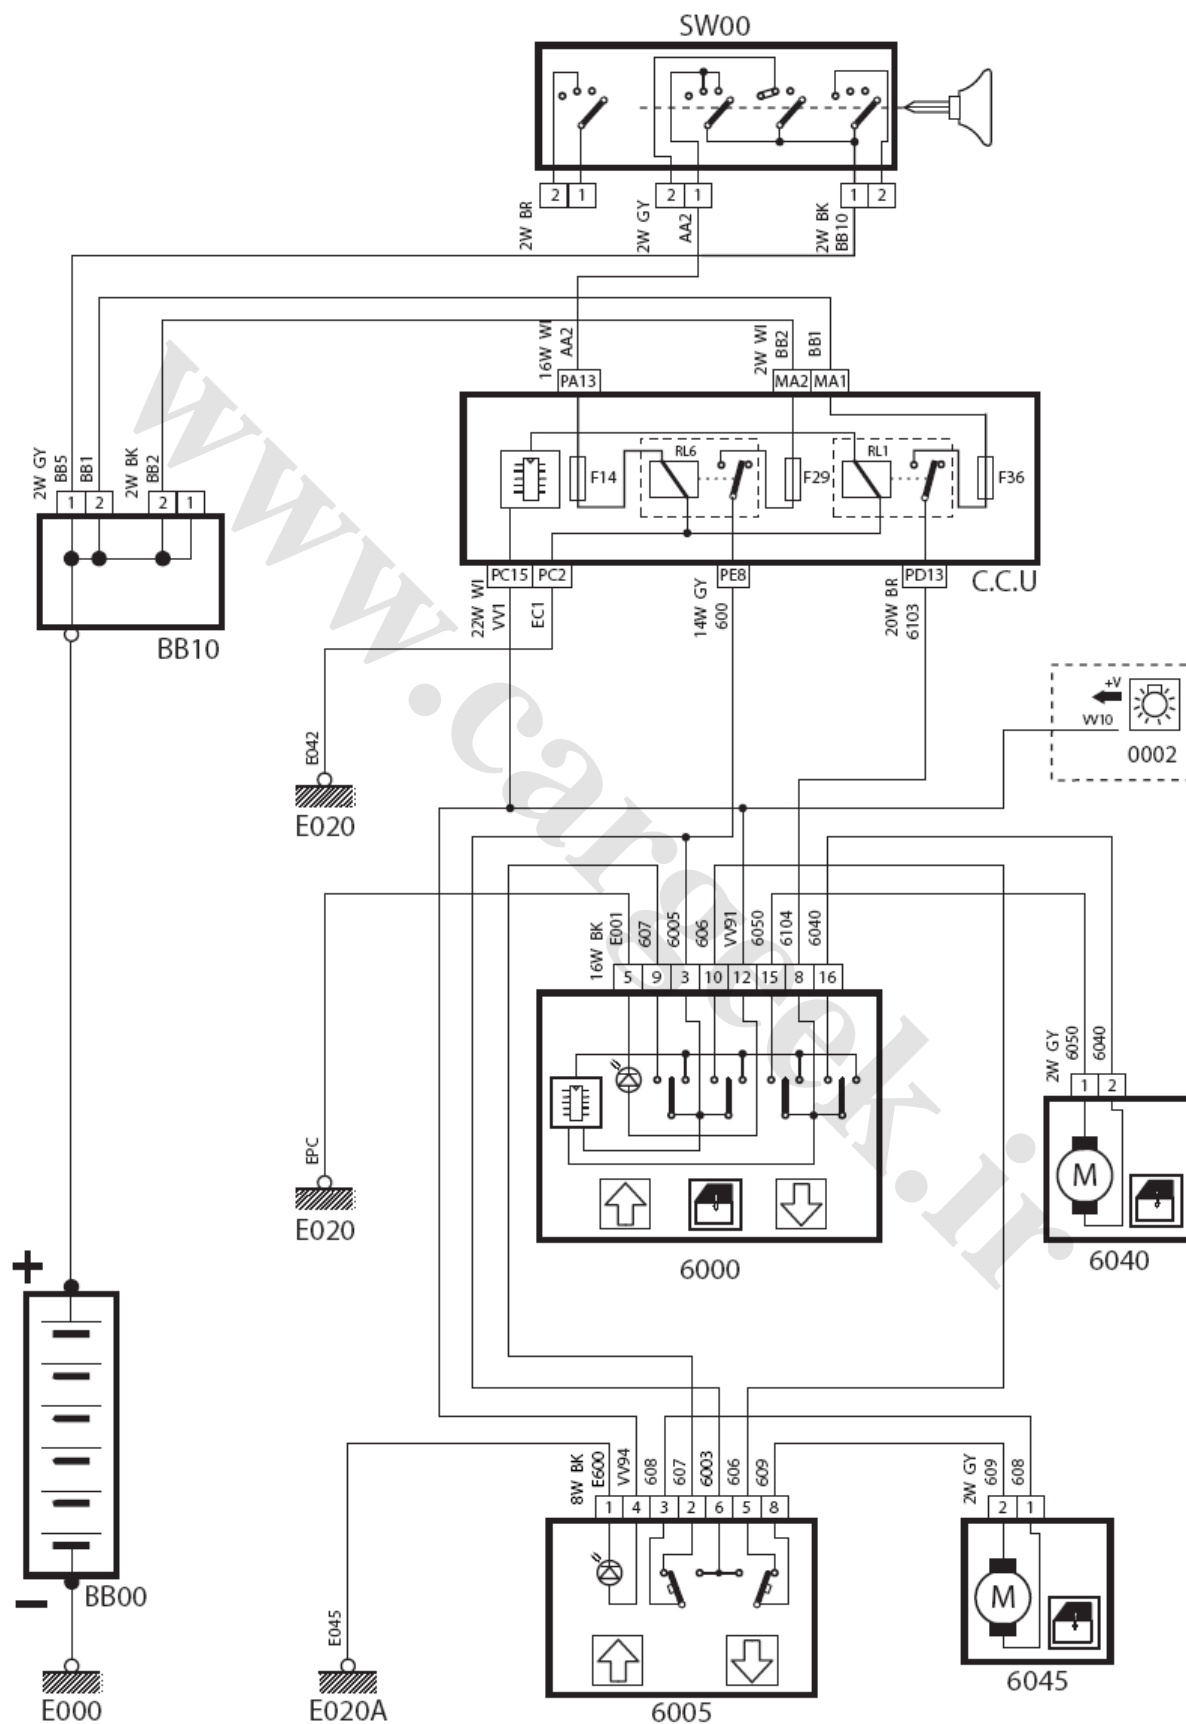 SW00
2 1 2 1 1 2
2W BR
2W GY
AA2
2W BK
BB10
16W WI
AA2
2W WI
BB2
BB1
PA13 MA2 MA1
2W GY
BB5
BB1
2W BK
BB2
1 2 2 1
BB10
F14 RL6 F29 RL1 F36
PC15 PC2 PE8 PD13
C.C.U
22W WI
VV1
EC1
14W GY
600
20W BR
6103
+V
VV10
0002
E042
E020
16W BK
E001
607
6005
606
VV91
6050
6104
6040
5 9 3 10 12 15 8 16
6000
2W GY
6050
6040
1 2
M
6040
EPC
E020
+
BB00
−
E000
8W BK
E600
VV94
608
607
6003
606
609
1 4 3 2 6 5 8
6005
2W GY
609
608
2 1
M
6045
E045
E020A
www.cargeek.ir